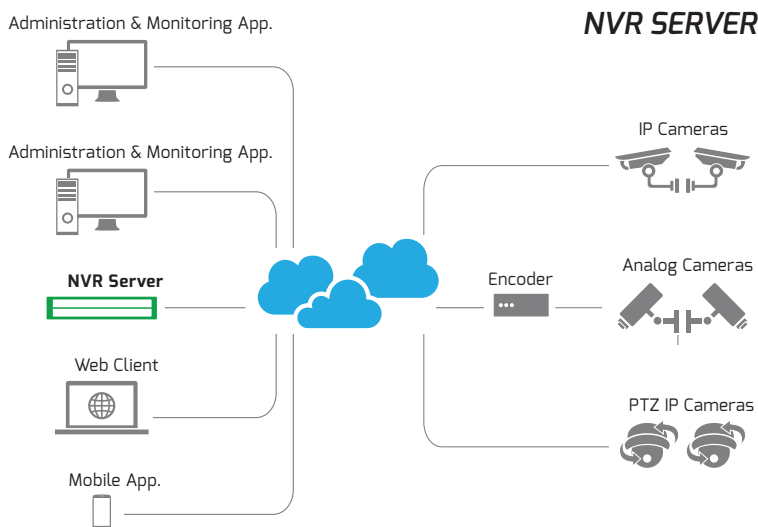 NVR SERVER
Administration & Monitoring App.
Administration & Monitoring App.
NVR Server
Web Client
Mobile App.
Encoder
IP Cameras
Analog Cameras
PTZ IP Cameras